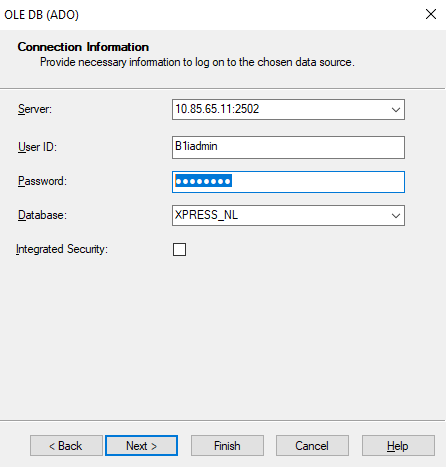 OLE DB (ADO)
Connection Information
Provide necessary information to log on to the chosen data source.
Server: 10.85.65.11:2502
User ID: B1iadmin
Password: ●●●●●●●●
Database: XPRESS_NL
Integrated Security:
< Back Next > Finish Cancel Help